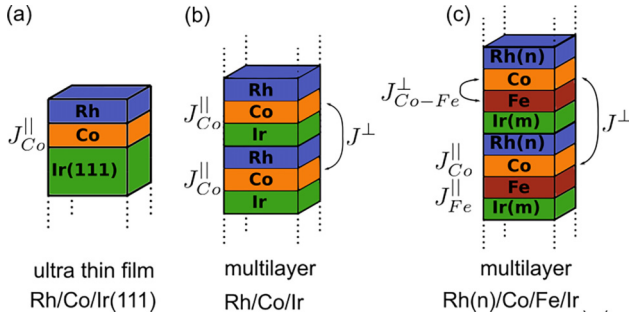 (a)
Rh
Co
Ir(111)
J^{||}_{Co}
ultra thin film
Rh/Co/Ir(111)
(b)
Rh
Co
Ir
Rh
Co
Ir
J^{||}_{Co}
J^{||}_{Co}
J^⊥
multilayer
Rh/Co/Ir
(c)
Rh(n)
Co
Fe
Ir(m)
Rh(n)
Co
Fe
Ir(m)
J^⊥_{Co-Fe}
J^{||}_{Co}
J^{||}_{Fe}
J^⊥
multilayer
Rh(n)/Co/Fe/Ir